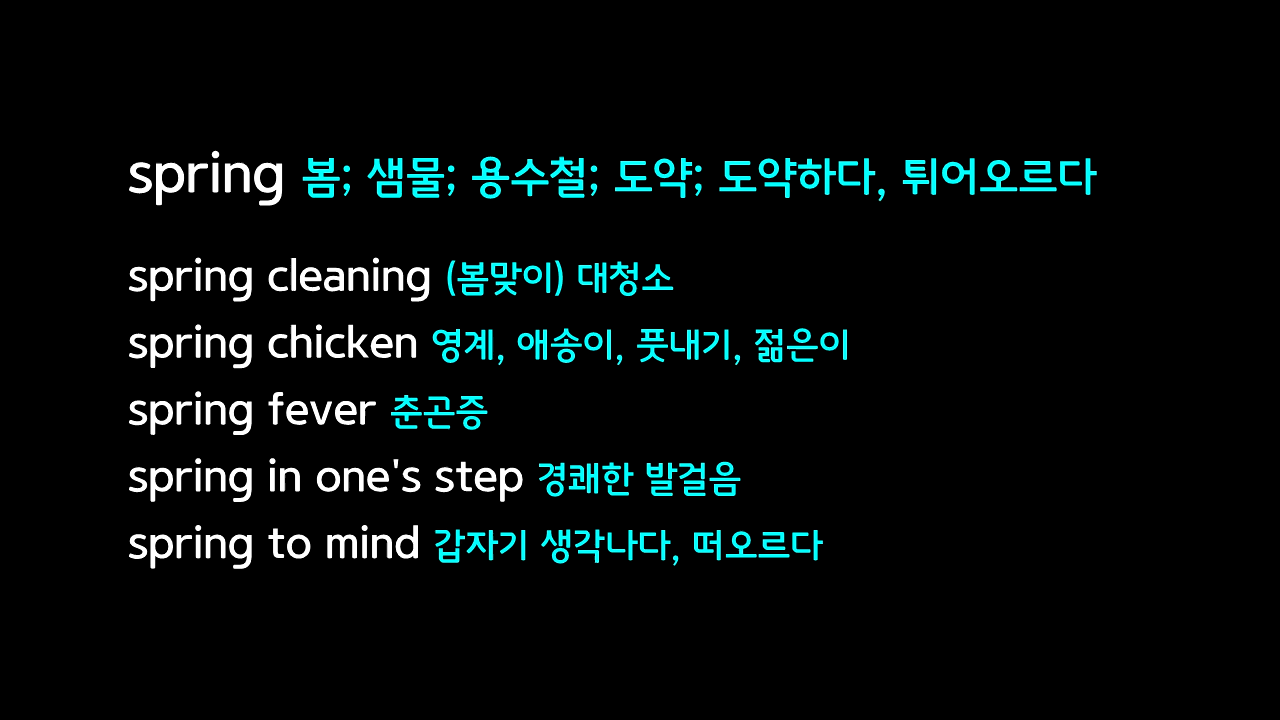 spring 봄; 샘물; 용수철; 도약; 도약하다, 튀어오르다
spring cleaning (봄맞이) 대청소
spring chicken 영계, 애송이, 풋내기, 젊은이
spring fever 춘곤증
spring in one's step 경쾌한 발걸음
spring to mind 갑자기 생각나다, 떠오르다